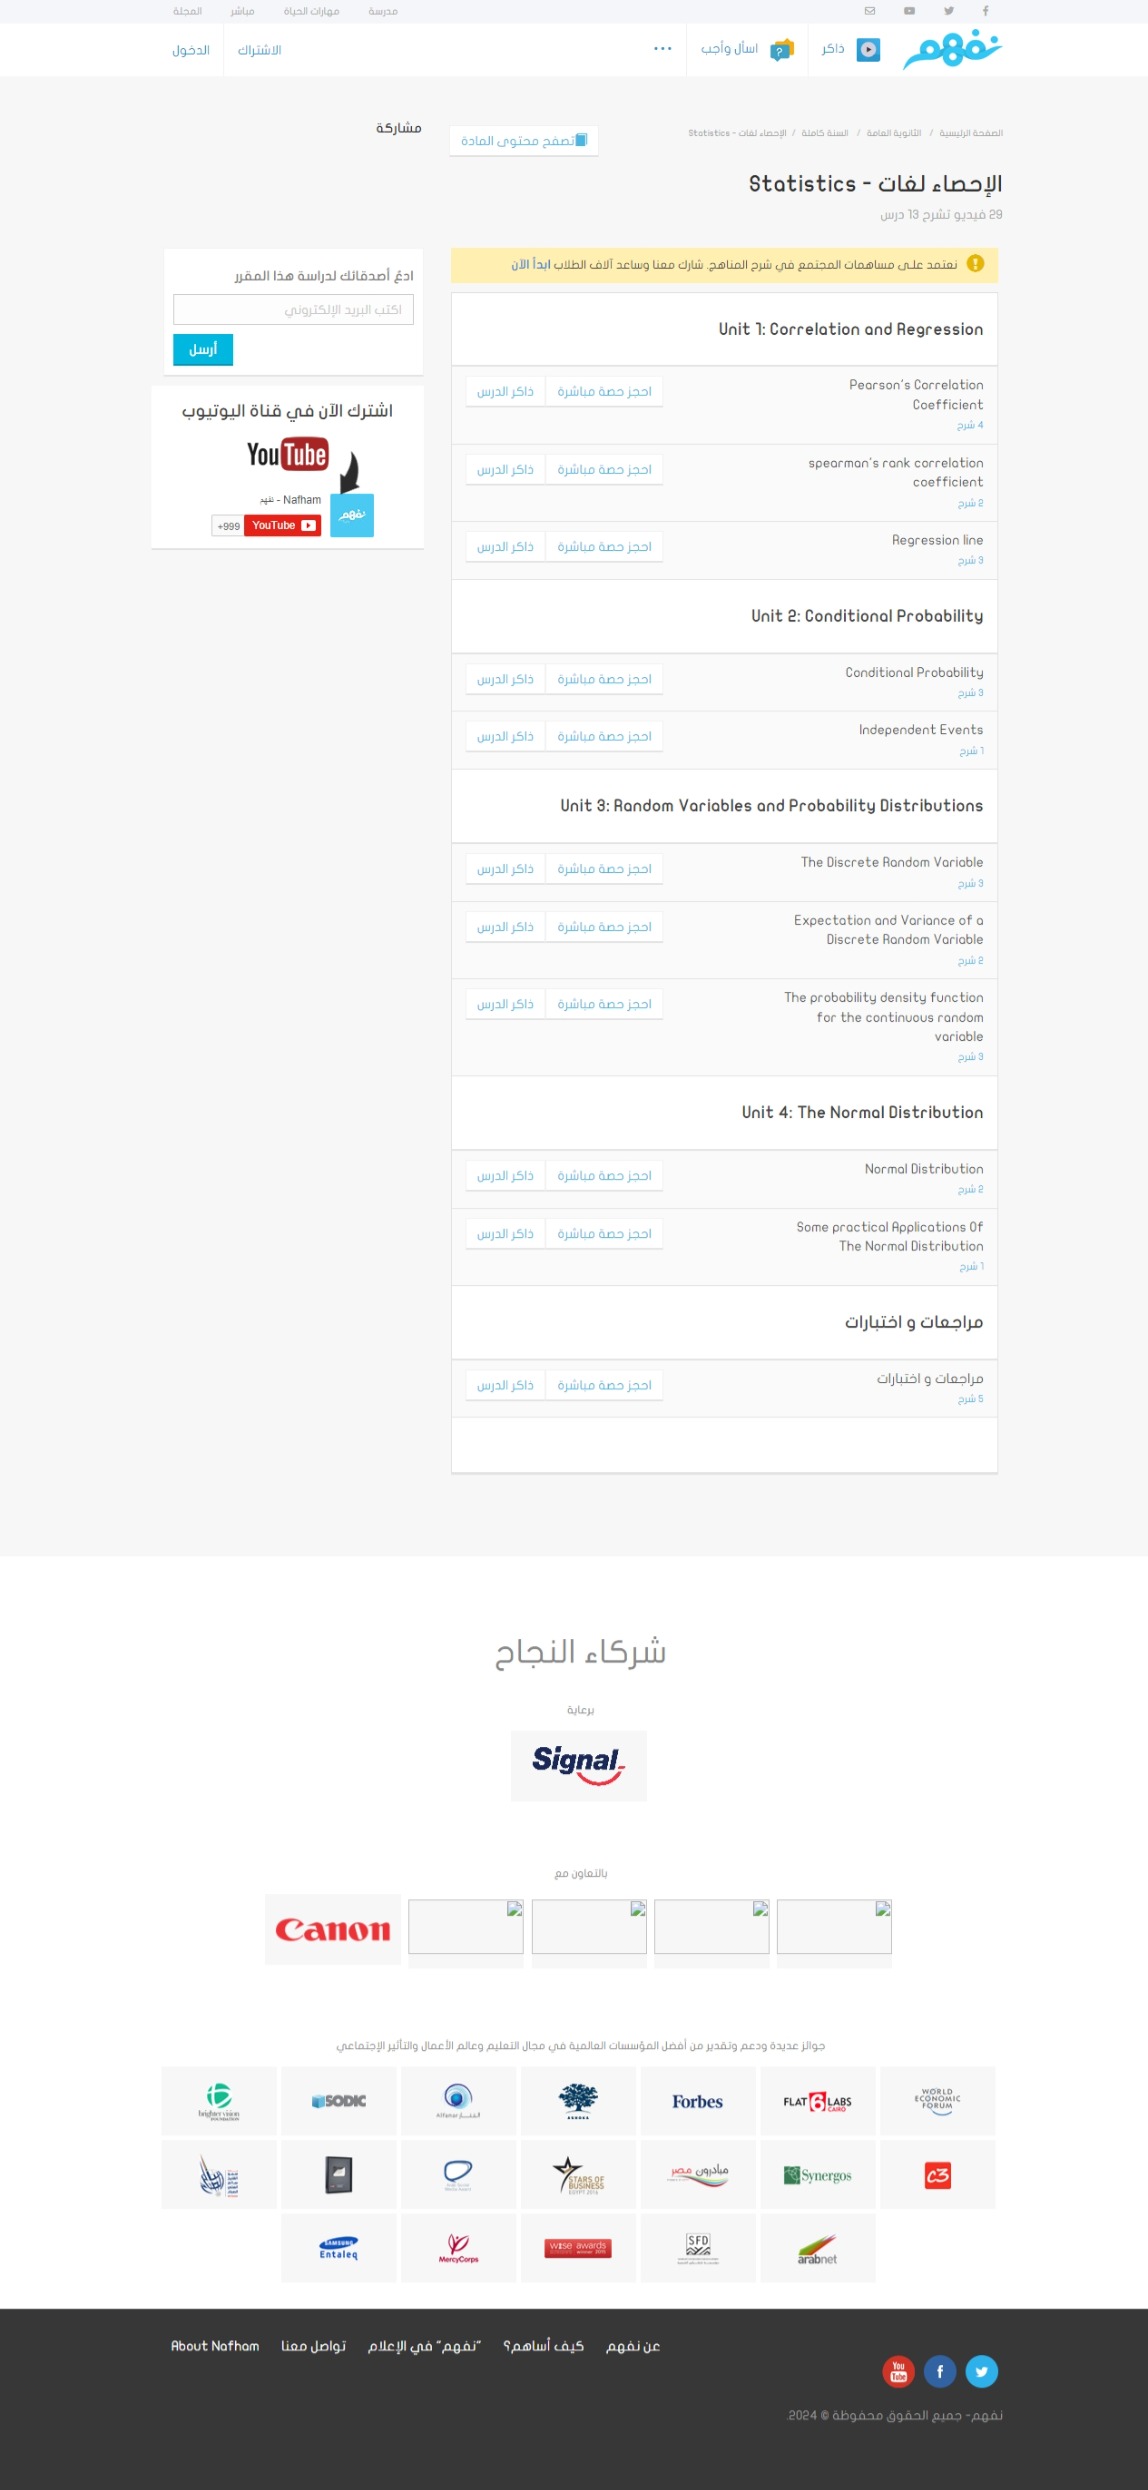 مدرسة
مهارات الحياة
مباشر
المجلة
نفهم
ذاكر
اسأل وأجب
الاشتراك
الدخول
الصفحة الرئيسية / الثانوية العامة / السنة كاملة / الإحصاء لغات - Statistics
تصفح محتوى المادة
مشاركة
الإحصاء لغات - Statistics
29 فيديو تشرح 13 درس
نعتمد على مساهمات المجتمع في شرح المناهج. شارك معنا وساعد آلاف الطلاب ابدأ الآن
Unit 1: Correlation and Regression
Pearson's Correlation
Coefficient
4 شرح
احجز حصة مباشرة
ذاكر الدرس
spearman's rank correlation
coefficient
2 شرح
احجز حصة مباشرة
ذاكر الدرس
Regression line
3 شرح
احجز حصة مباشرة
ذاكر الدرس
Unit 2: Conditional Probability
Conditional Probability
3 شرح
احجز حصة مباشرة
ذاكر الدرس
Independent Events
1 شرح
احجز حصة مباشرة
ذاكر الدرس
Unit 3: Random Variables and Probability Distributions
The Discrete Random Variable
3 شرح
احجز حصة مباشرة
ذاكر الدرس
Expectation and Variance of a
Discrete Random Variable
2 شرح
احجز حصة مباشرة
ذاكر الدرس
The probability density function
for the continuous random
variable
3 شرح
احجز حصة مباشرة
ذاكر الدرس
Unit 4: The Normal Distribution
Normal Distribution
2 شرح
احجز حصة مباشرة
ذاكر الدرس
Some practical Applications Of
The Normal Distribution
1 شرح
احجز حصة مباشرة
ذاكر الدرس
مراجعات و اختبارات
مراجعات و اختبارات
5 شرح
احجز حصة مباشرة
ذاكر الدرس
ادعُ أصدقائك لدراسة هذا المقرر
اكتب البريد الإلكتروني
أرسل
اشترك الآن في قناة اليوتيوب
YouTube
نفهم
نفهم - Nafham
YouTube
999+
شركاء النجاح
برعاية
Signal
بالتعاون مع
Canon
جوائز عديدة ودعم وتقدير من أفضل المؤسسات العالمية في مجال التعليم وعالم الأعمال والتأثير الإجتماعي
WORLD
ECONOMIC
FORUM
FLAT 6 LABS
CAIRO
Forbes
SODIC
brighter vision
FOUNDATION
c3
Synergos
مبادرون مصر
STARS OF
BUSINESS
EGYPT 2016
arabnet
SFD
wise awards
MercyCorps
SAMSUNG
Entaleq
عن نفهم
كيف أساهم؟
"نفهم" في الإعلام
تواصل معنا
About Nafham
You
Tube
نفهم- جميع الحقوق محفوظة © 2024.